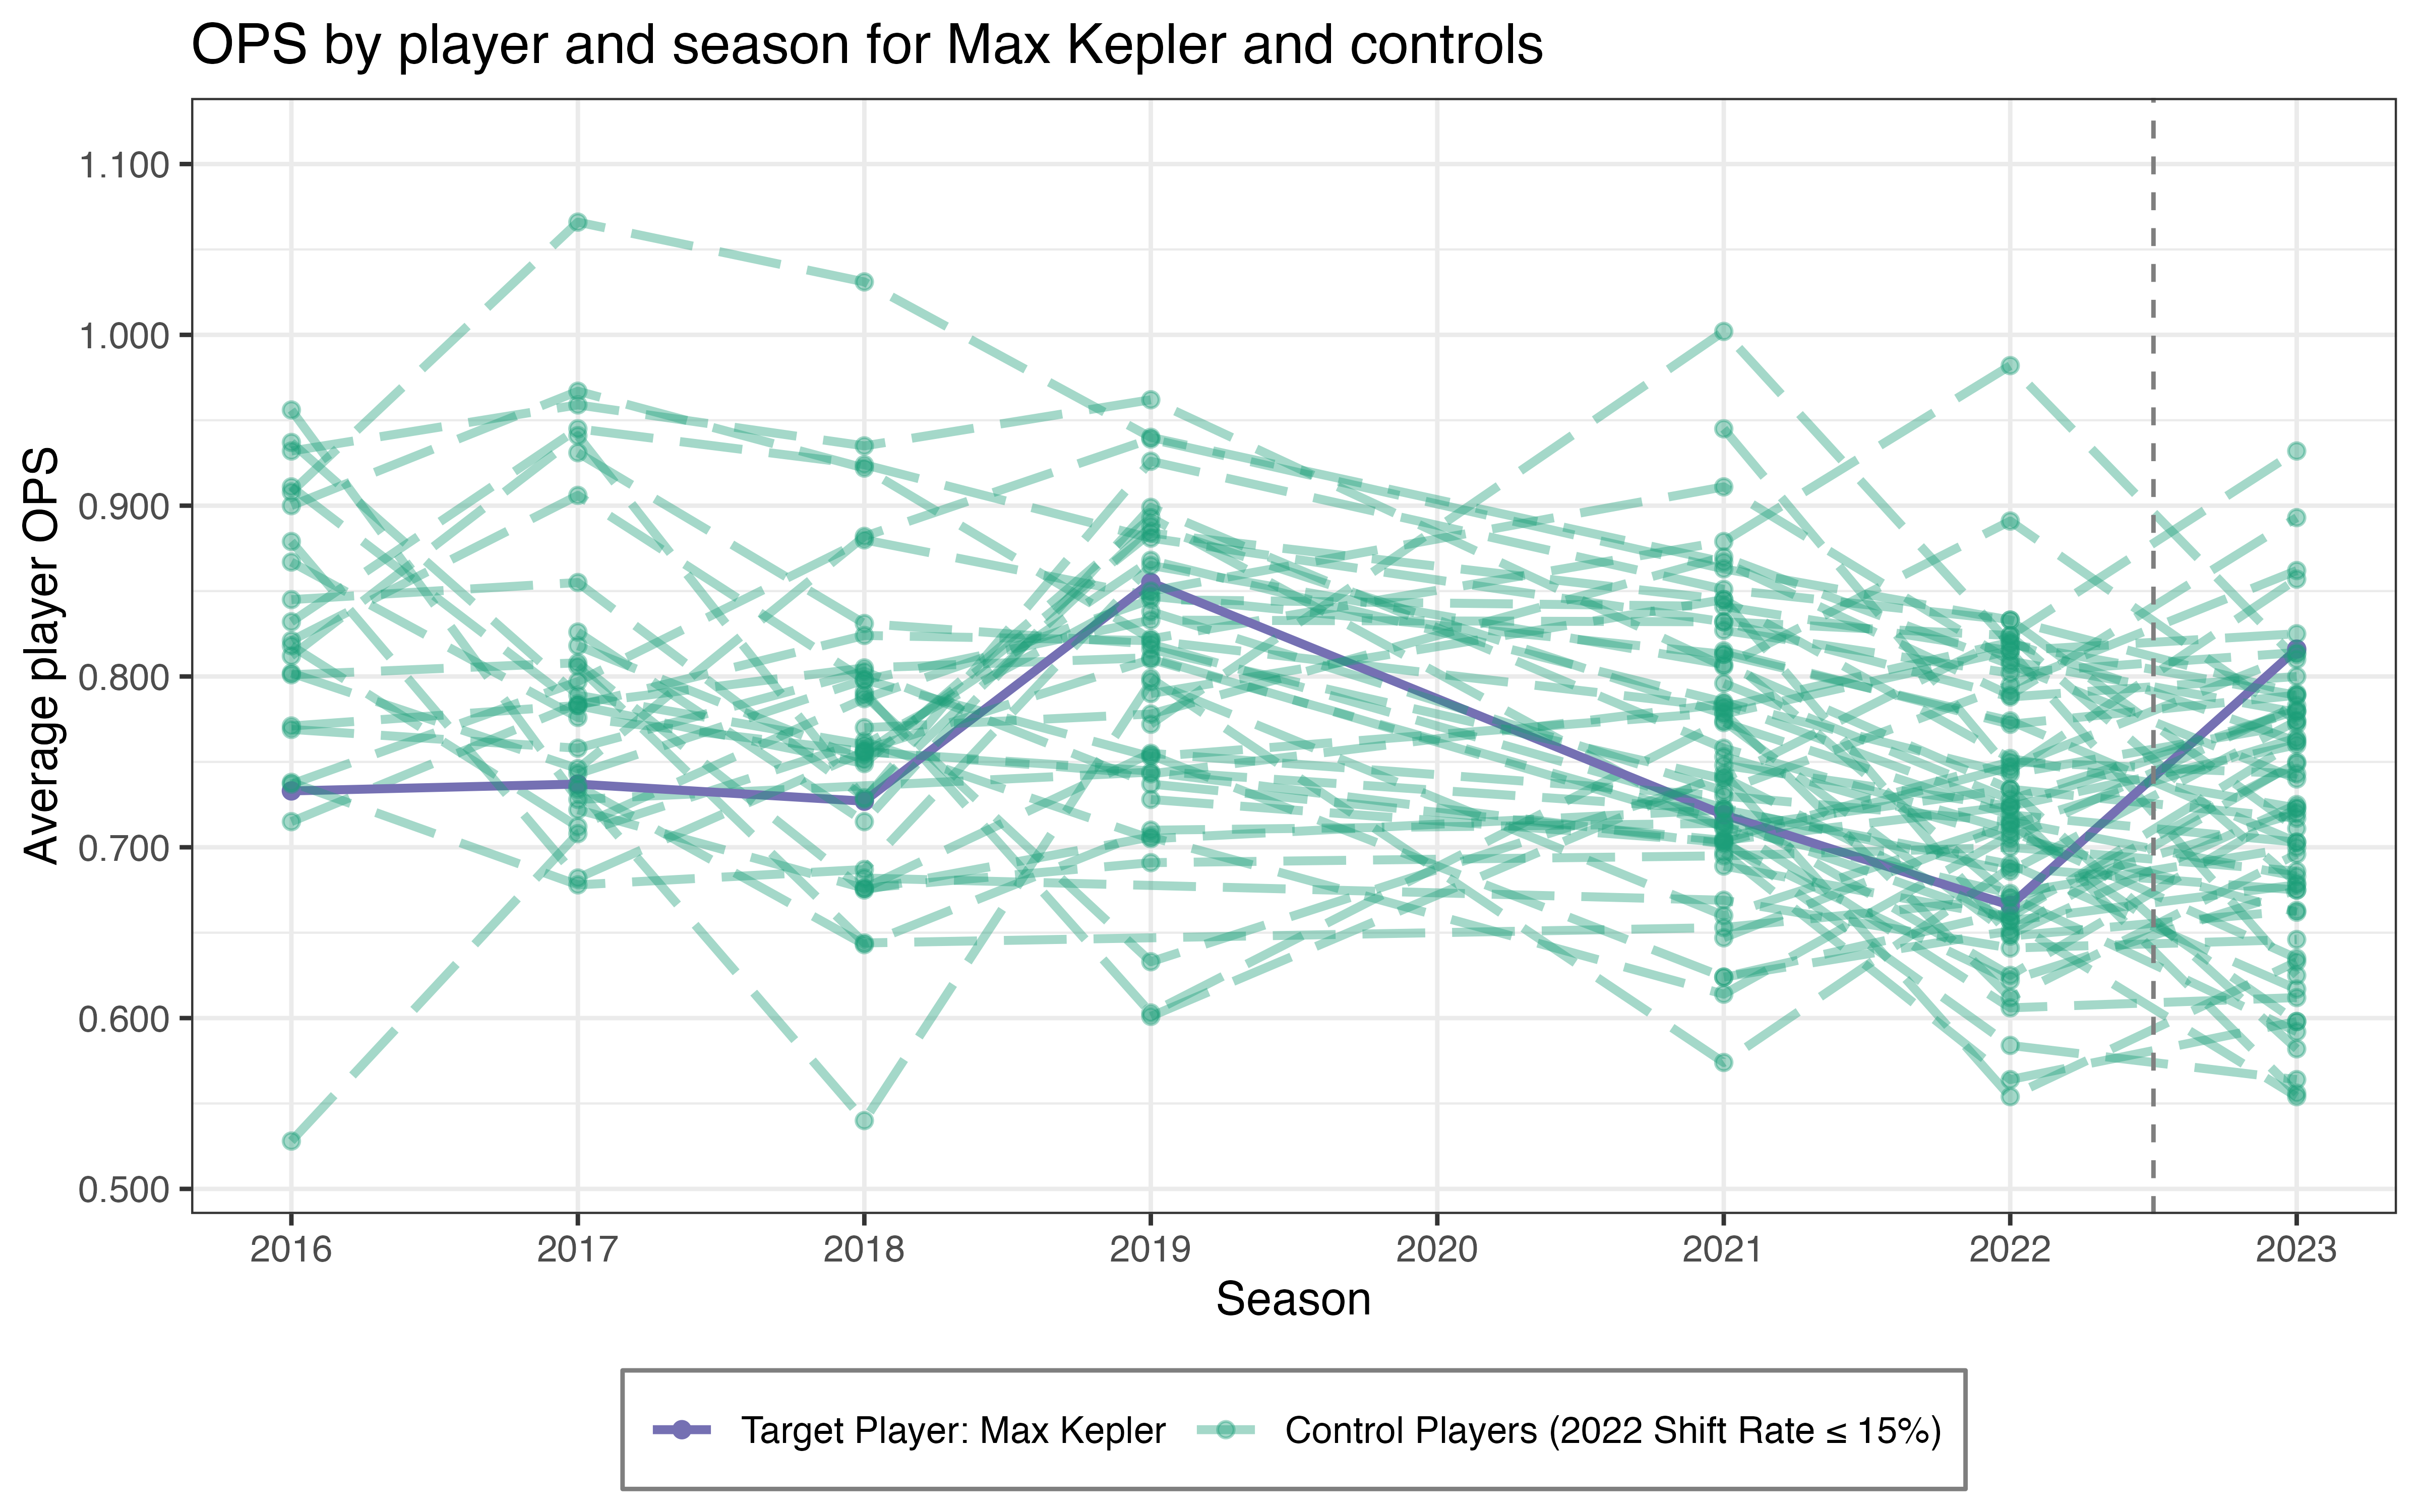 OPS by player and season for Max Kepler and controls
Average player OPS
1.100
1.000
0.900
0.800
0.700
0.600
0.500
2016 2017 2018 2019 2020 2021 2022 2023
Season
Target Player: Max Kepler Control Players (2022 Shift Rate ≤ 15%)